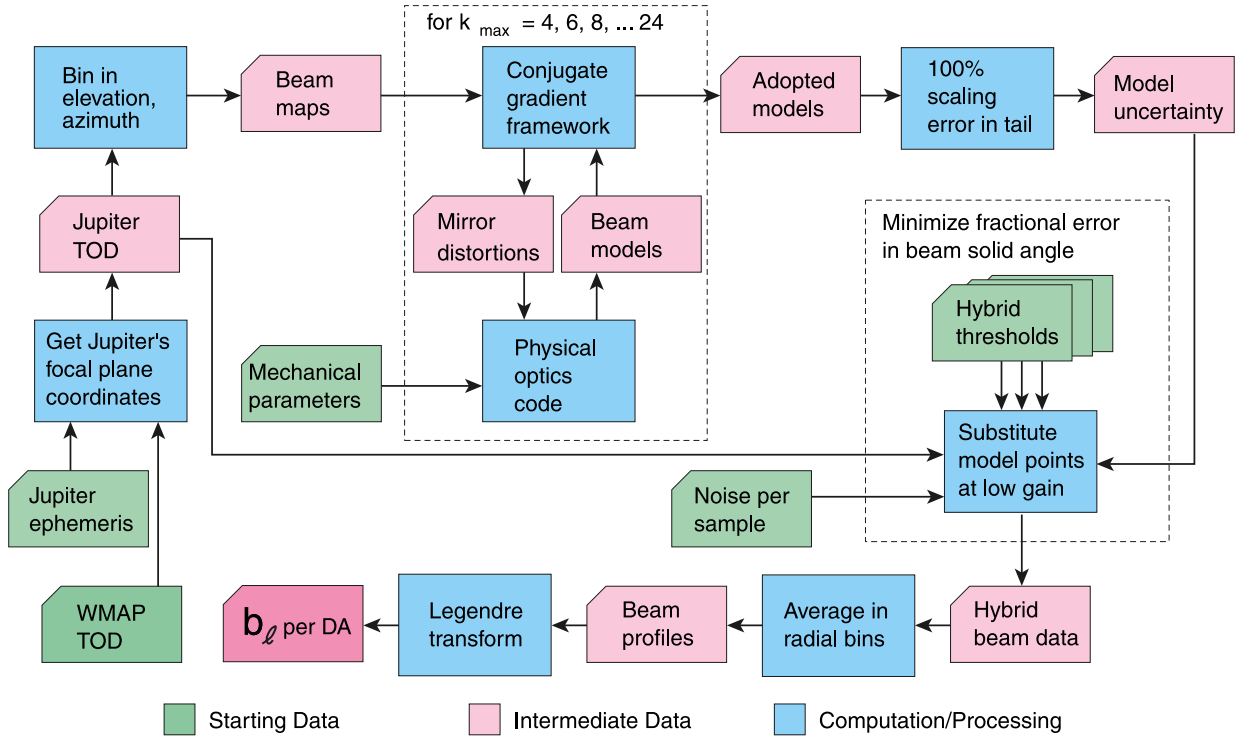 for k max = 4, 6, 8, ... 24
Bin in
elevation,
azimuth
Beam
maps
Conjugate
gradient
framework
Adopted
models
100%
scaling
error in tail
Model
uncertainty
Jupiter
TOD
Mirror
distortions
Beam
models
Minimize fractional error
in beam solid angle
Hybrid
thresholds
Get Jupiter's
focal plane
coordinates
Mechanical
parameters
Physical
optics
code
Substitute
model points
at low gain
Jupiter
ephemeris
Noise per
sample
WMAP
TOD
bℓ per DA
Legendre
transform
Beam
profiles
Average in
radial bins
Hybrid
beam data
Starting Data
Intermediate Data
Computation/Processing